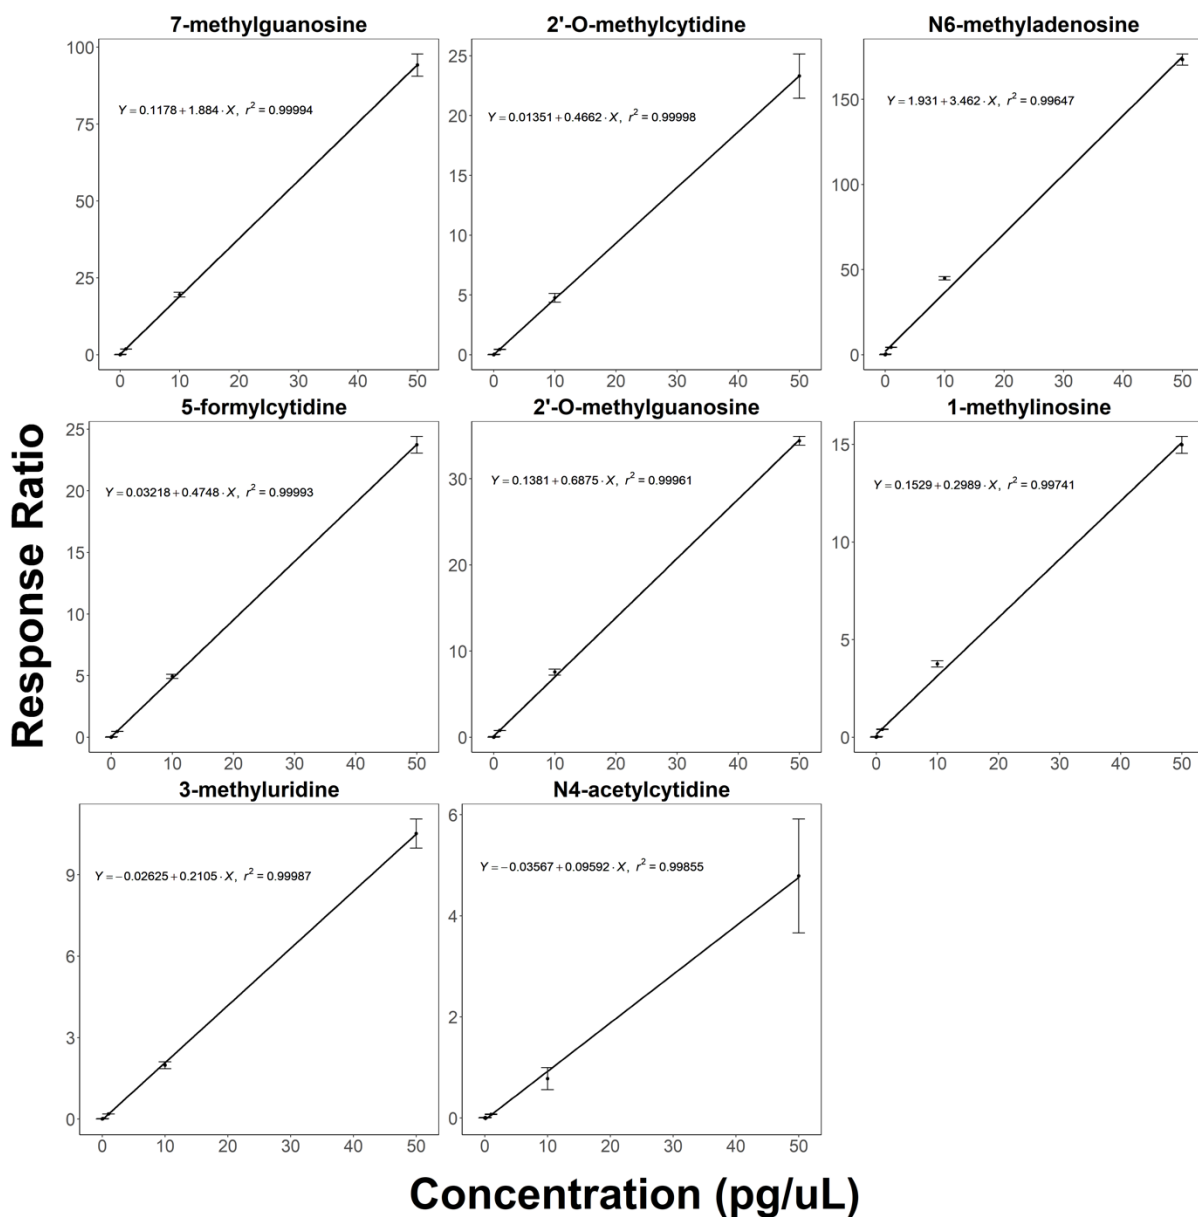 7-methylguanosine
100
75
50
25
0
Y = 0.1178 + 1.884 · X, r² = 0.99994
0 10 20 30 40 50
2'-O-methylcytidine
25
20
15
10
5
0
Y = 0.01351 + 0.4662 · X, r² = 0.99998
0 10 20 30 40 50
N6-methyladenosine
150
100
50
0
Y = 1.931 + 3.462 · X, r² = 0.99647
0 10 20 30 40 50
Response Ratio
5-formylcytidine
25
20
15
10
5
0
Y = 0.03218 + 0.4748 · X, r² = 0.99993
0 10 20 30 40 50
2'-O-methylguanosine
30
20
10
0
Y = 0.1381 + 0.6875 · X, r² = 0.99961
0 10 20 30 40 50
1-methylinosine
15
10
5
0
Y = 0.1529 + 0.2989 · X, r² = 0.99741
0 10 20 30 40 50
3-methyluridine
9
6
3
0
Y = −0.02625 + 0.2105 · X, r² = 0.99987
0 10 20 30 40 50
N4-acetylcytidine
6
4
2
0
Y = −0.03567 + 0.09592 · X, r² = 0.99855
0 10 20 30 40 50
Concentration (pg/uL)